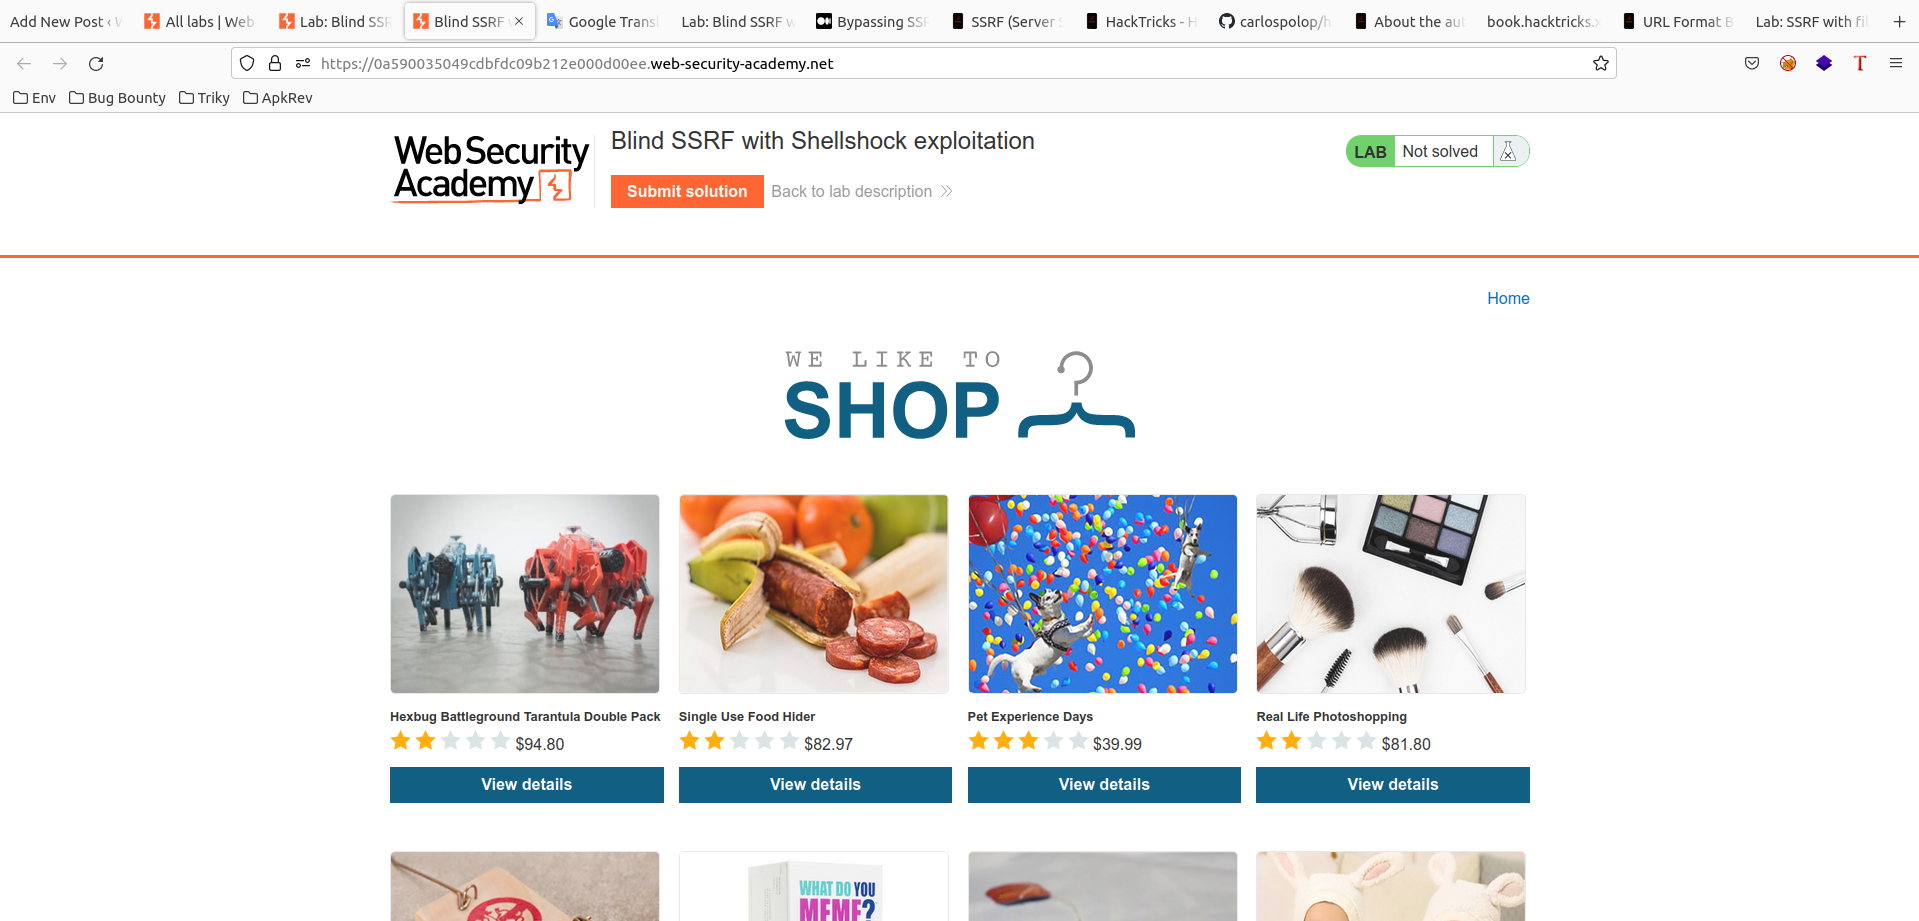 Add New Post ‹ W
All labs | Web
Lab: Blind SSR
Blind SSRF
Google Transl
Lab: Blind SSRF w
Bypassing SSR
SSRF (Server S
HackTricks - H
carlospolop/h
About the aut
book.hacktricks.x
URL Format B
Lab: SSRF with fil
https://0a590035049cdbfdc09b212e000d00ee.web-security-academy.net
Env Bug Bounty Triky ApkRev
Web Security
Academy
Blind SSRF with Shellshock exploitation
Submit solution Back to lab description
LAB Not solved
Home
WE LIKE TO
SHOP
Hexbug Battleground Tarantula Double Pack
$94.80
View details
Single Use Food Hider
$82.97
View details
Pet Experience Days
$39.99
View details
Real Life Photoshopping
$81.80
View details
WHAT DO YOU
MEME?